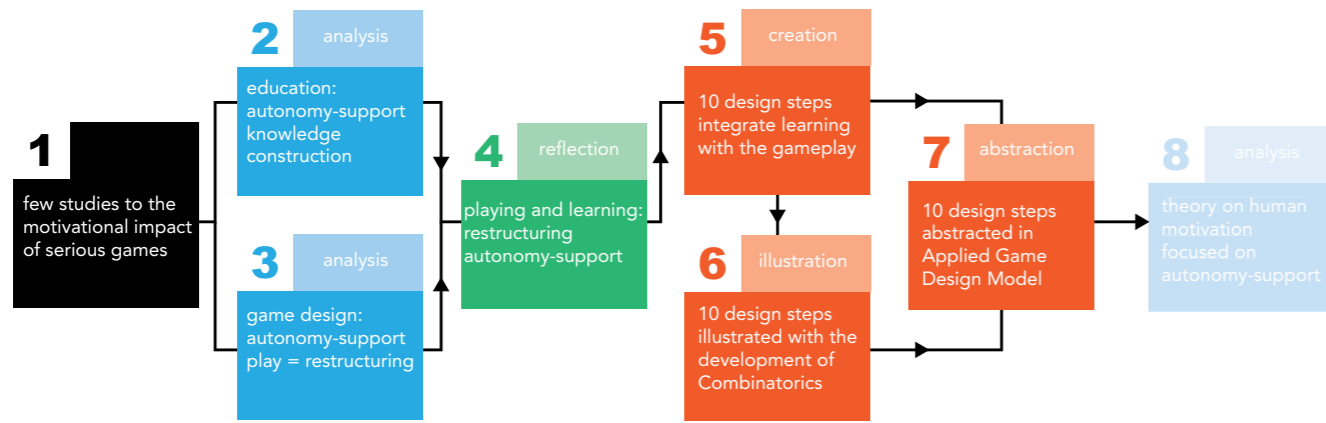 1
few studies to the
motivational impact
of serious games
2
analysis
education:
autonomy-support
knowledge
construction
3
analysis
game design:
autonomy-support
play = restructuring
4
reflection
playing and learning:
restructuring
autonomy-support
5
creation
10 design steps
integrate learning
with the gameplay
6
illustration
10 design steps
illustrated with the
development of
Combinatorics
7
abstraction
10 design steps
abstracted in
Applied Game
Design Model
8
analysis
theory on human
motivation
focused on
autonomy-support